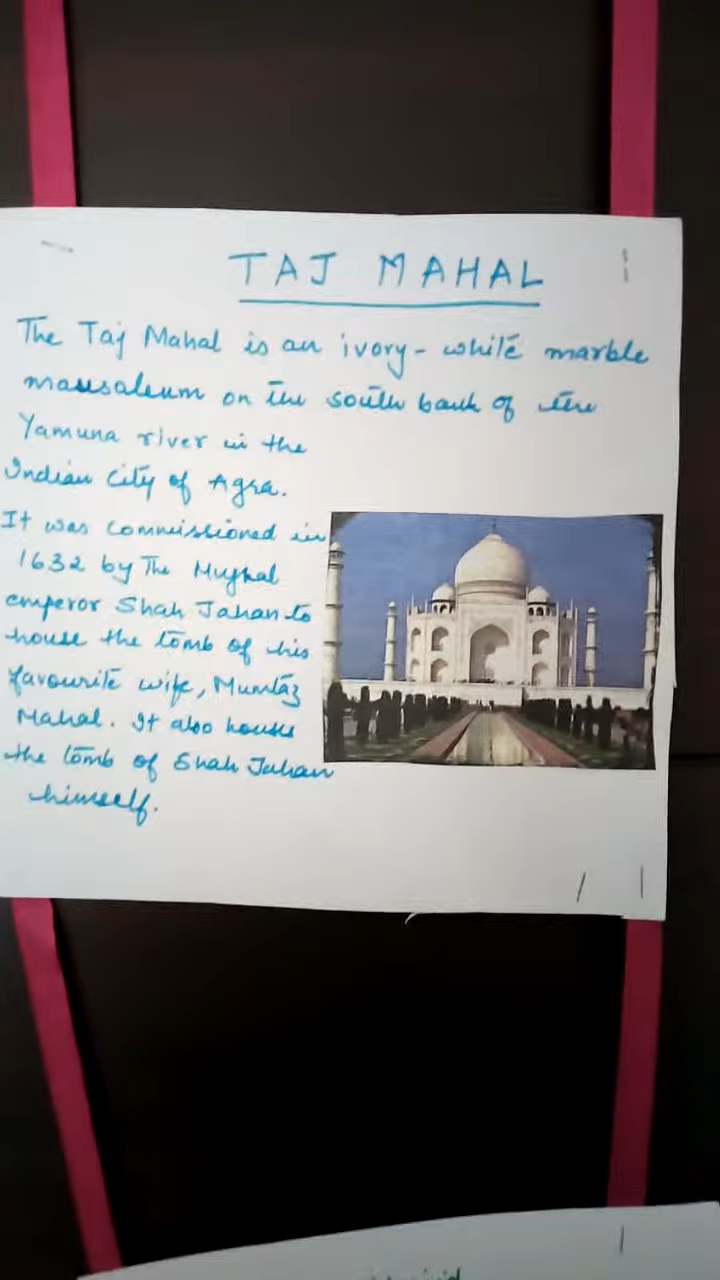 TAJ MAHAL
The Taj Mahal is an ivory-white marble
mausaleum on the south bank of the
Yamuna river in the
Indian city of Agra.
It was commissioned in
1632 by The Mughal
emperor Shah Jahan to
house the tomb of his
favourite wife, Mumtaz
Mahal. It also house
the tomb of Shah Jahan
himself.